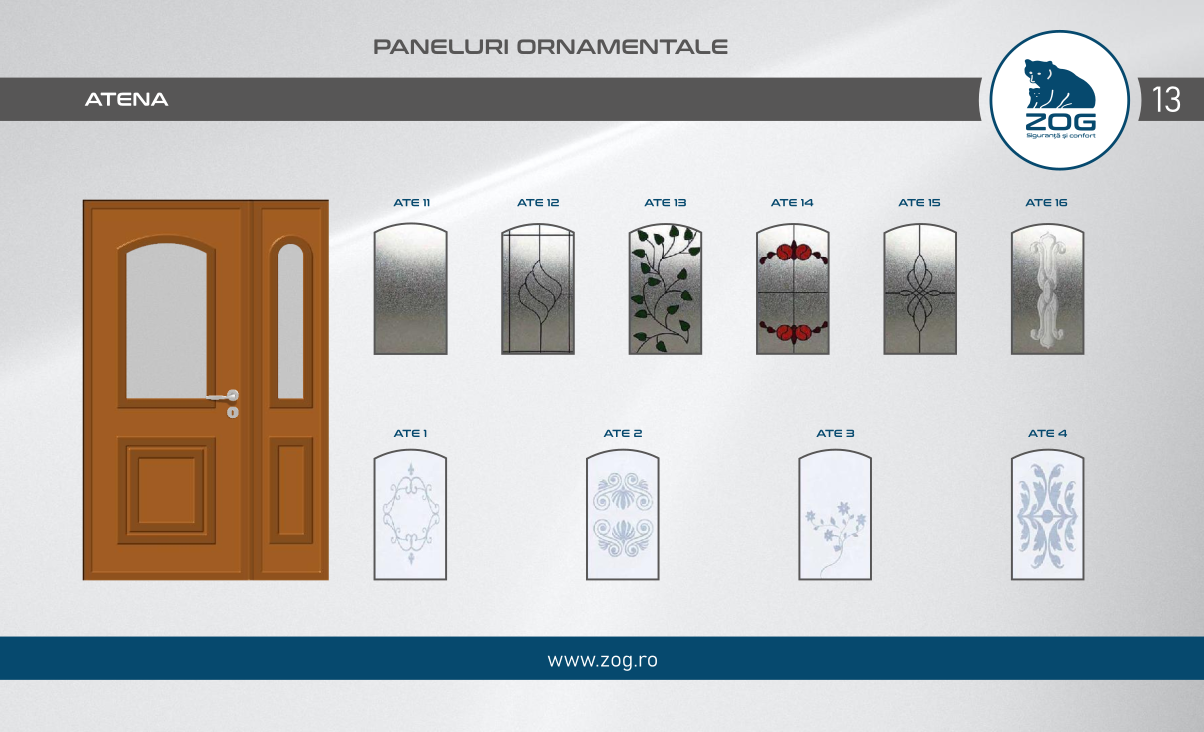 PANELURI ORNAMENTALE
ATENA
ZOG
Siguranță și confort
13
ATE 11
ATE 12
ATE 13
ATE 14
ATE 15
ATE 16
ATE 1
ATE 2
ATE 3
ATE 4
www.zog.ro